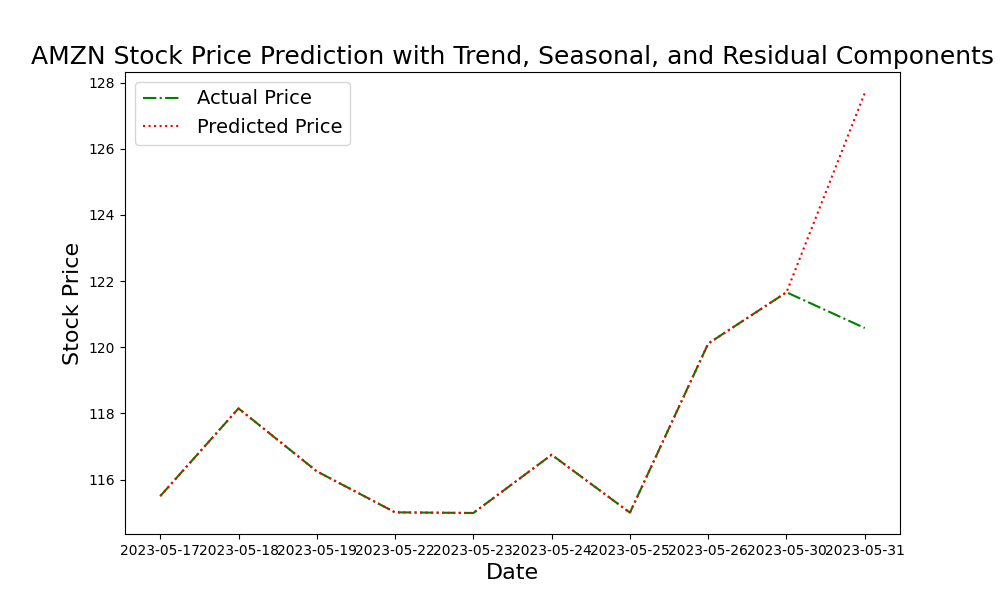 AMZN Stock Price Prediction with Trend, Seasonal, and Residual Components
Actual Price
Predicted Price
128
126
124
122
120
118
116
Stock Price
2023-05-17 2023-05-18 2023-05-19 2023-05-22 2023-05-23 2023-05-24 2023-05-25 2023-05-26 2023-05-30 2023-05-31
Date